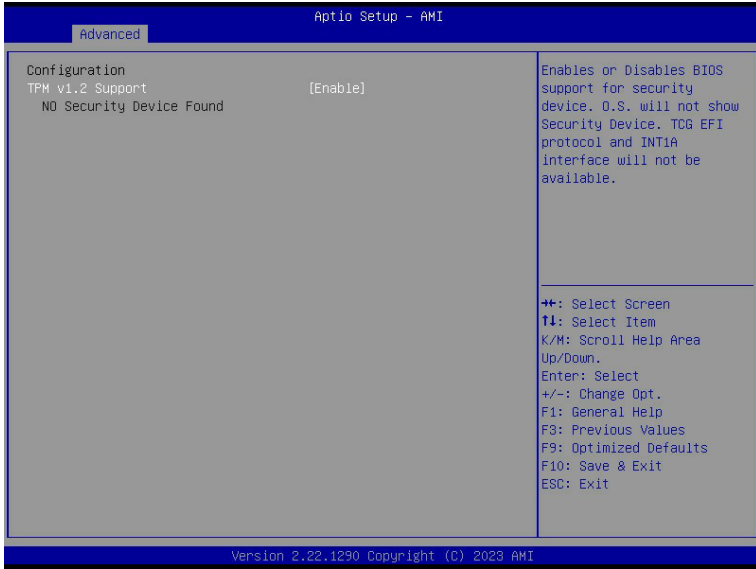 Aptio Setup – AMI
Advanced
Configuration
TPM v1.2 Support [Enable]
NO Security Device Found
Enables or Disables BIOS
support for security
device. O.S. will not show
Security Device. TCG EFI
protocol and INT1A
interface will not be
available.
→←: Select Screen
↑↓: Select Item
K/M: Scroll Help Area
Up/Down.
Enter: Select
+/-: Change Opt.
F1: General Help
F3: Previous Values
F9: Optimized Defaults
F10: Save & Exit
ESC: Exit
Version 2.22.1290 Copyright (C) 2023 AMI